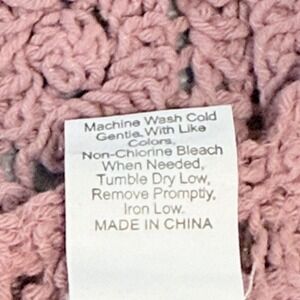 Machine Wash Cold
Gentle, With Like
Colors,
Non-Chlorine Bleach
When Needed,
Tumble Dry Low,
Remove Promptly,
Iron Low.
MADE IN CHINA